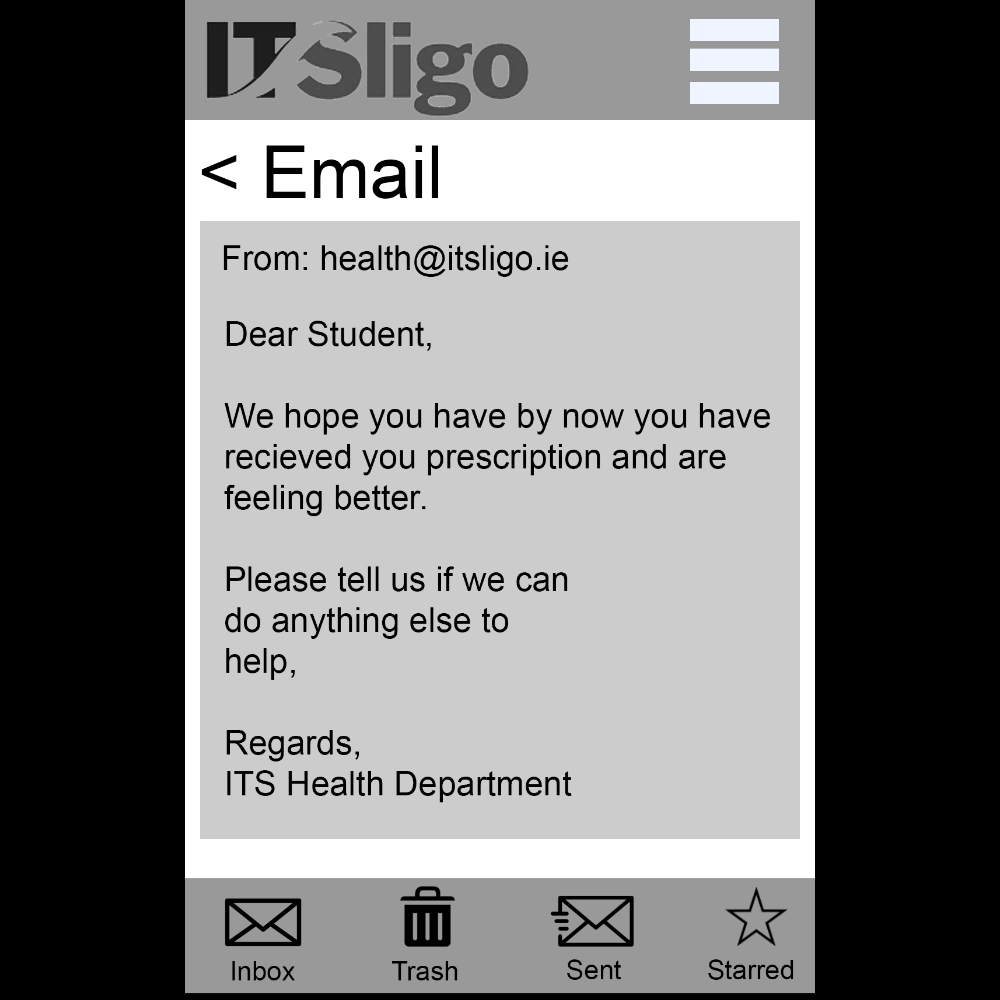 ITSligo
< Email
From: health@itsligo.ie
Dear Student,
We hope you have by now you have
recieved you prescription and are
feeling better.
Please tell us if we can
do anything else to
help,
Regards,
ITS Health Department
Inbox Trash Sent Starred